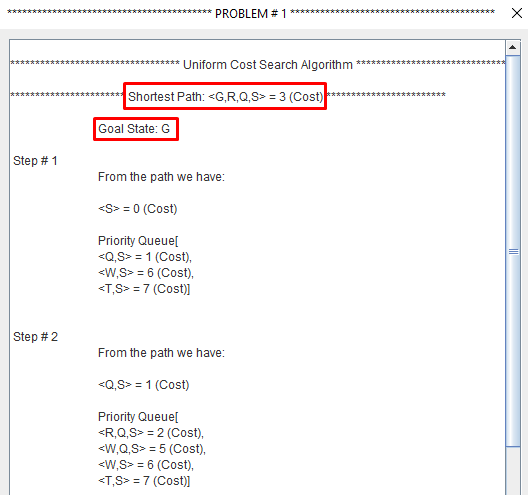 **************************************** PROBLEM # 1 ****************************************
********************************** Uniform Cost Search Algorithm ******************************
*********************** Shortest Path: <G,R,Q,S> = 3 (Cost) ************************
Goal State: G
Step # 1
From the path we have:
<S> = 0 (Cost)
Priority Queue[
<Q,S> = 1 (Cost),
<W,S> = 6 (Cost),
<T,S> = 7 (Cost)]
Step # 2
From the path we have:
<Q,S> = 1 (Cost)
Priority Queue[
<R,Q,S> = 2 (Cost),
<W,Q,S> = 5 (Cost),
<W,S> = 6 (Cost),
<T,S> = 7 (Cost)]